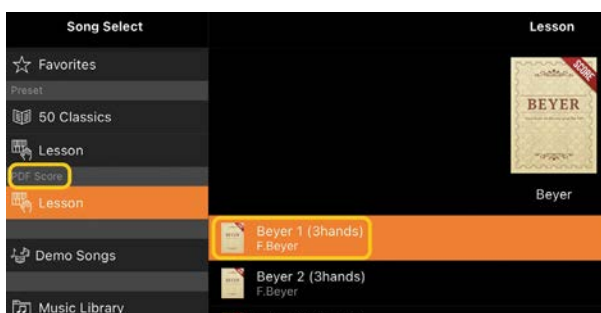 Song Select
Lesson
Favorites
Preset
50 Classics
Lesson
PDF Score
Lesson
Demo Songs
Music Library
SCORE
BEYER
Beyer
Beyer 1 (3hands)
F.Beyer
Beyer 2 (3hands)
F.Beyer